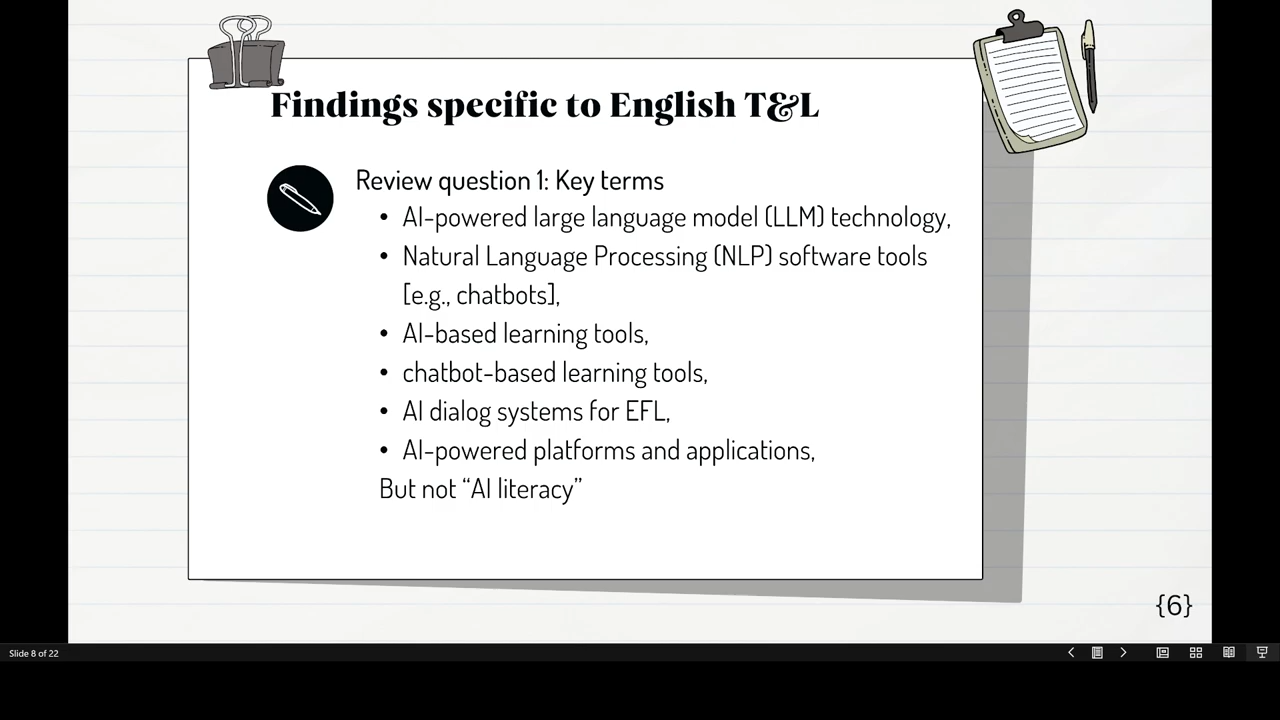 Findings specific to English T&L
Review question 1: Key terms
• AI-powered large language model (LLM) technology,
• Natural Language Processing (NLP) software tools
[e.g., chatbots],
• AI-based learning tools,
• chatbot-based learning tools,
• AI dialog systems for EFL,
• AI-powered platforms and applications,
But not “AI literacy”
{6}
Slide 8 of 22